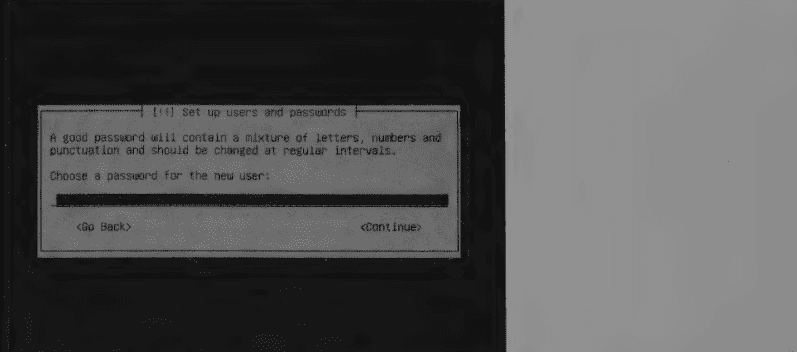 [!!] Set up users and passwords
A good password will contain a mixture of letters, numbers and
punctuation and should be changed at regular intervals.
Choose a password for the new user:
<Go Back> <Continue>